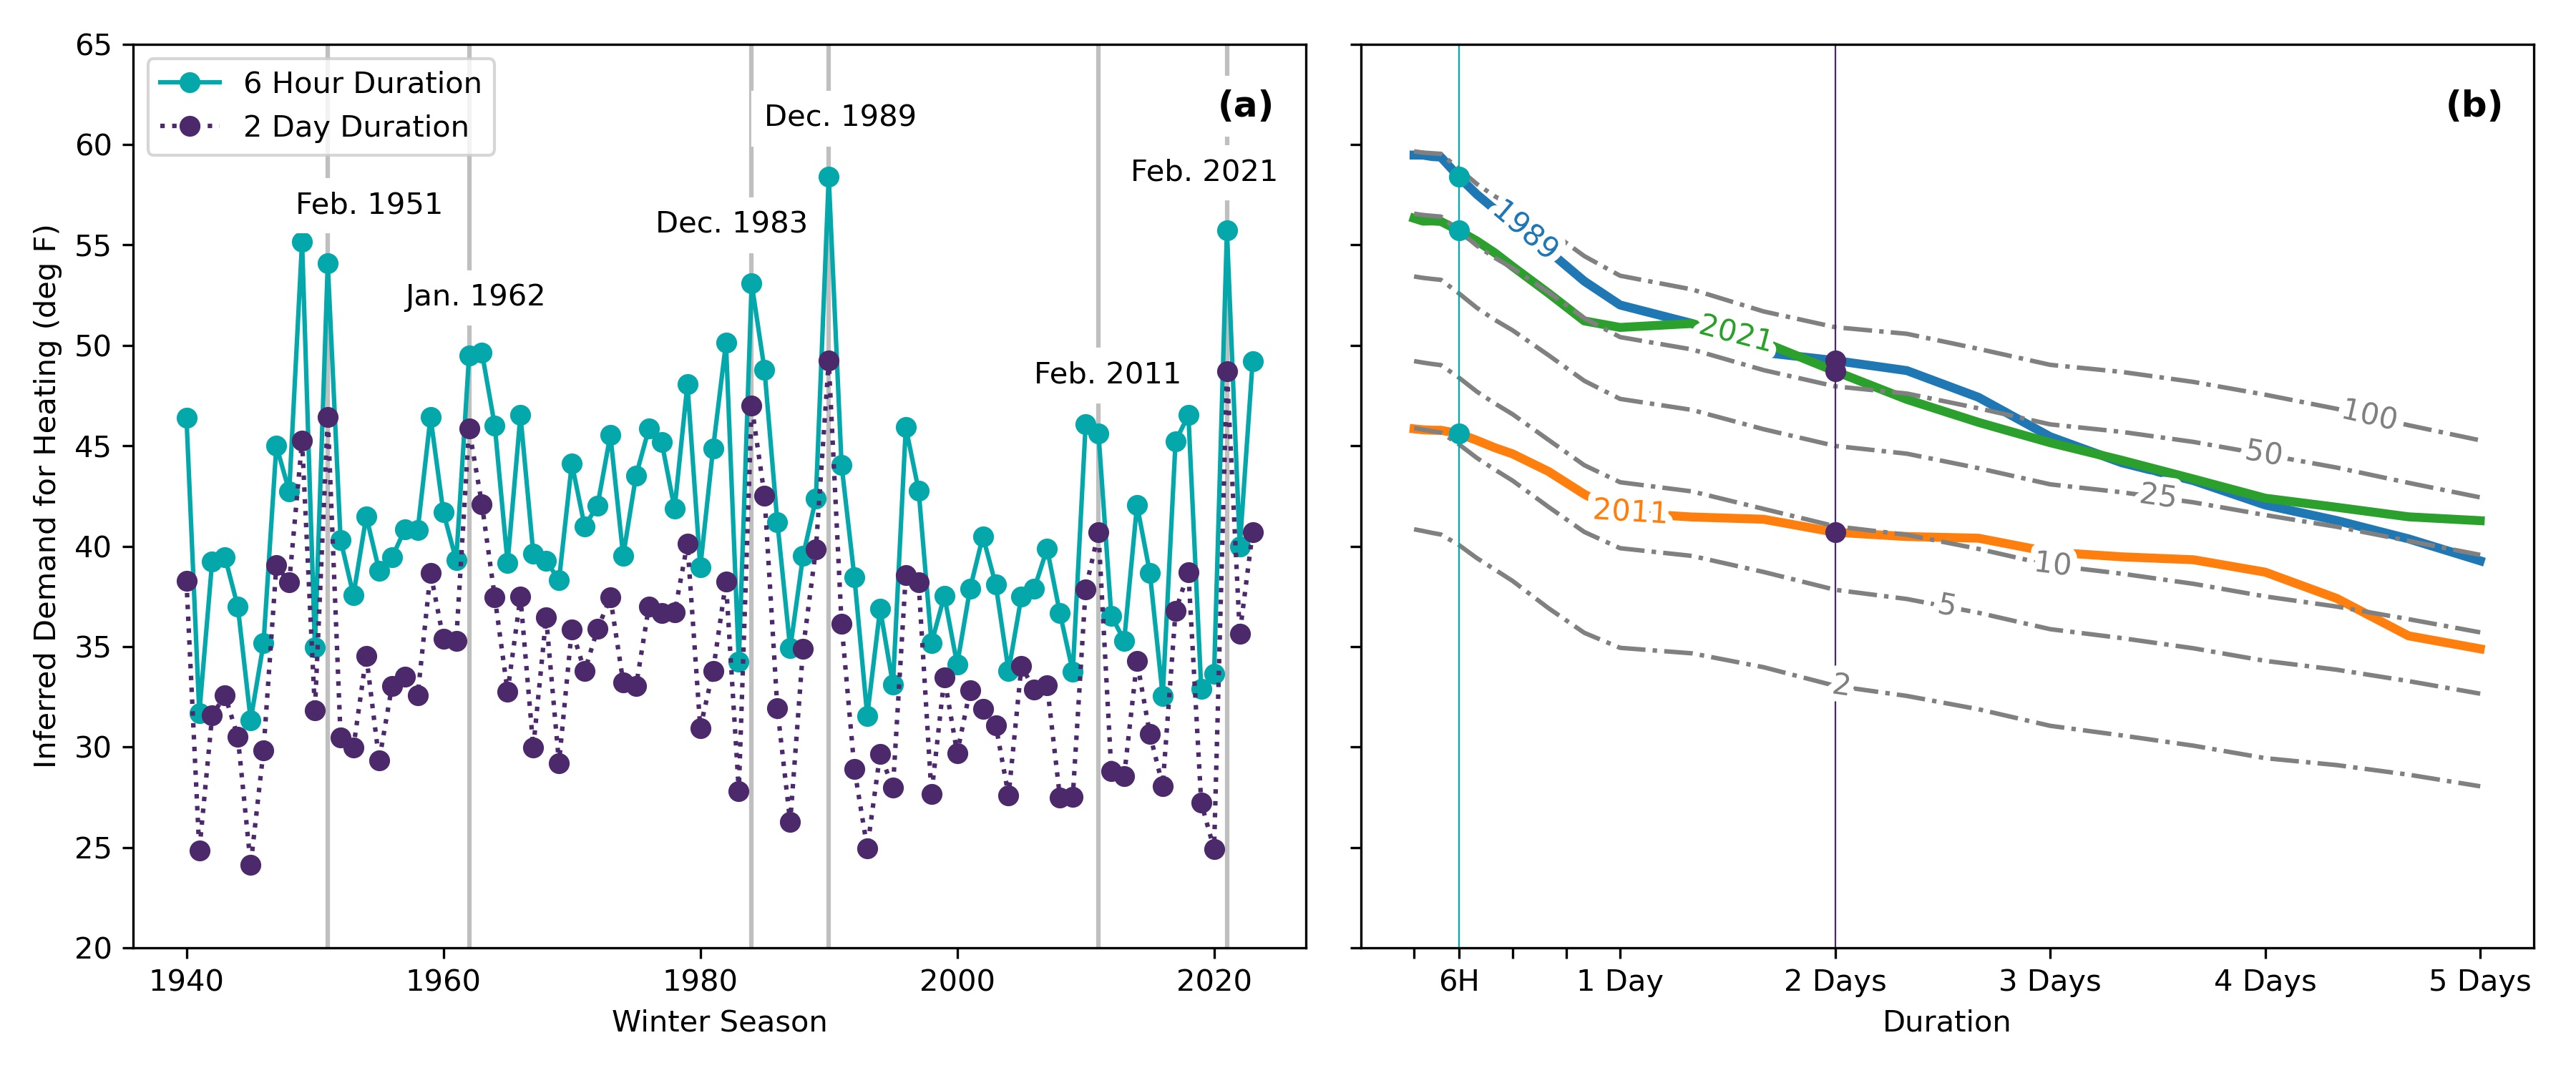 65
60
55
50
45
40
35
30
25
20
Inferred Demand for Heating (deg F)
6 Hour Duration
2 Day Duration
(a)
Dec. 1989
Feb. 2021
Feb. 1951
Dec. 1983
Jan. 1962
Feb. 2011
1940
1960
1980
2000
2020
Winter Season
(b)
1989
2021
2011
100
50
25
10
5
2
6H
1 Day
2 Days
3 Days
4 Days
5 Days
Duration